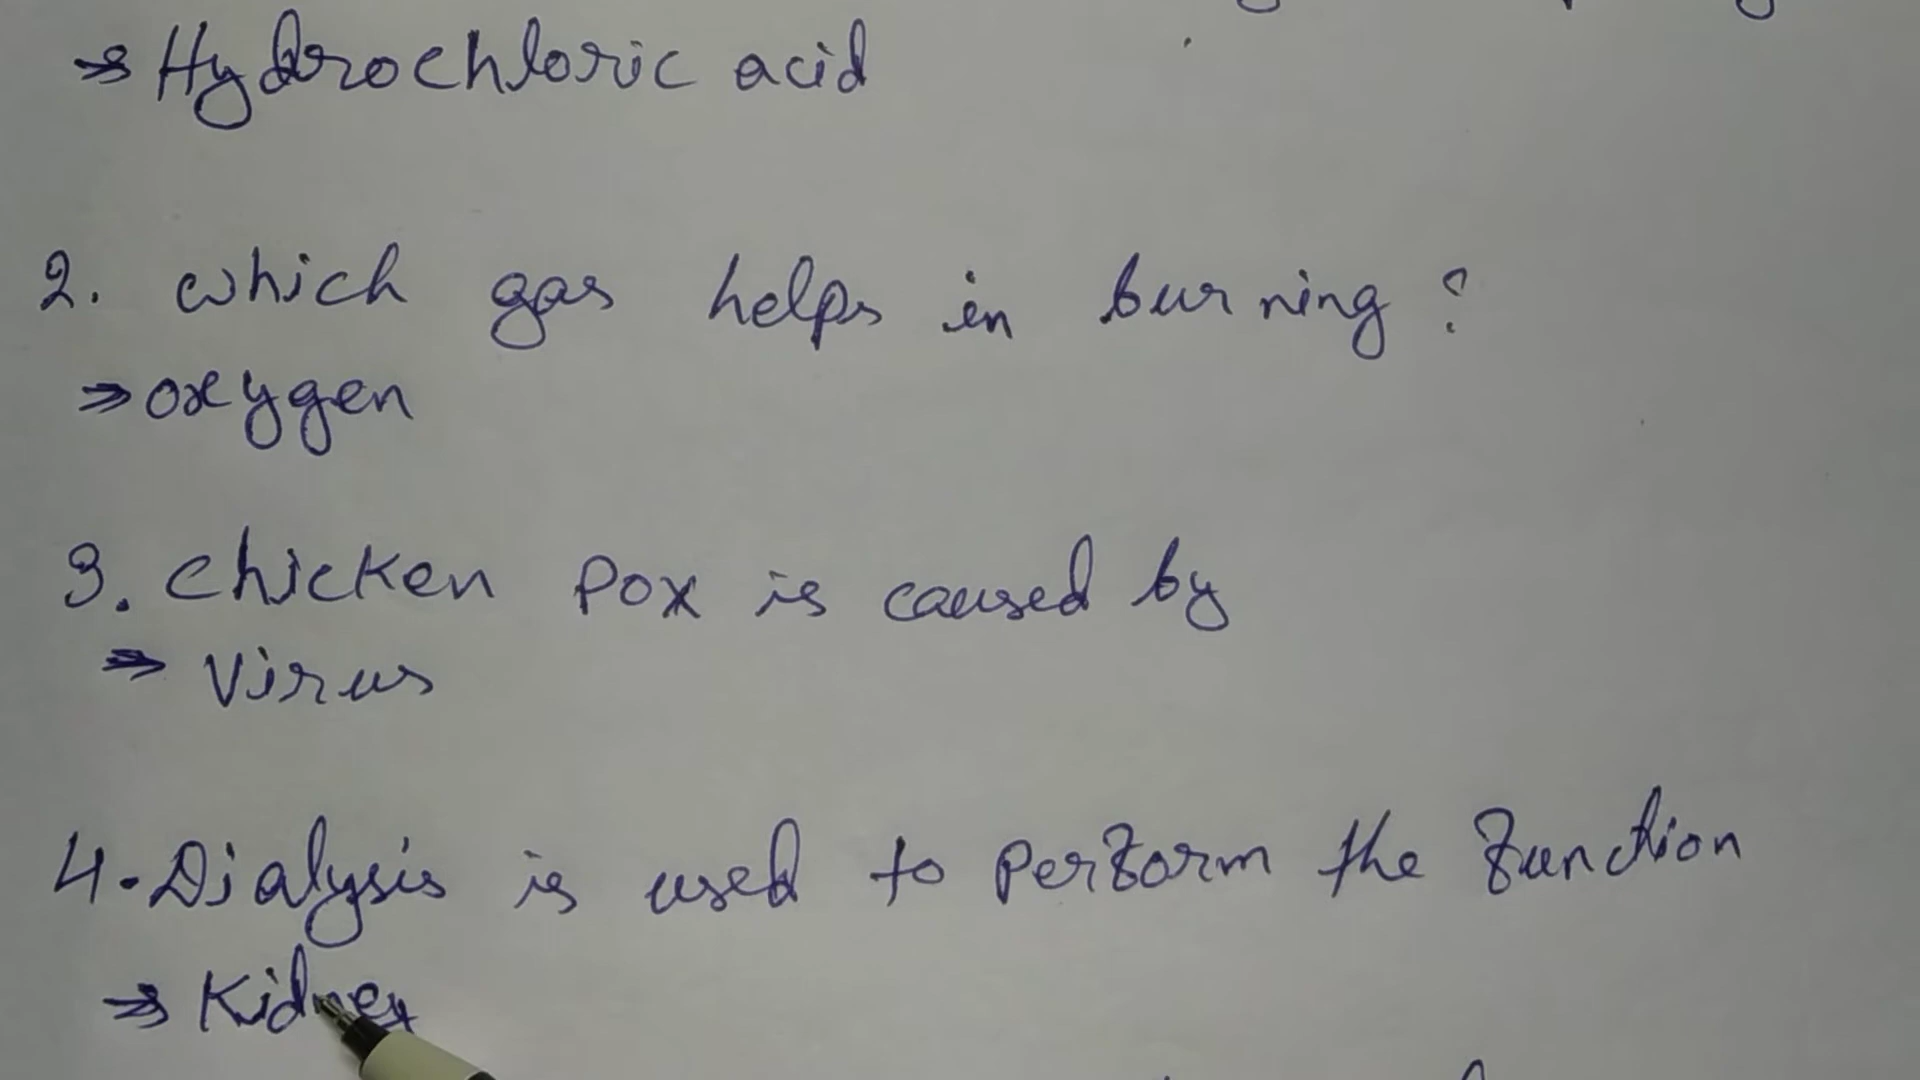 ⇒ Hydrochloric acid
2. which gas helps in burning ?
⇒ oxygen
3. chicken pox is caused by
⇒ Virus
4. Dialysis is used to perform the function
⇒ Kidney